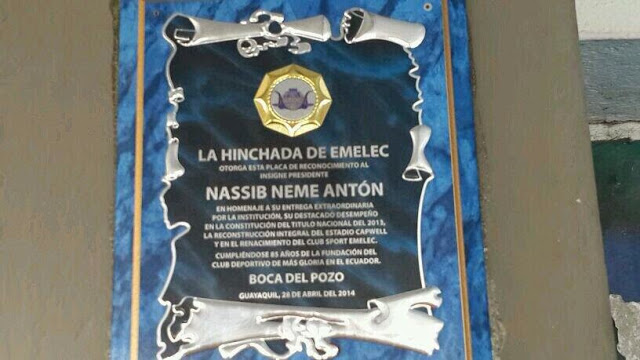 LA HINCHADA DE EMELEC
OTORGA ESTA PLACA DE RECONOCIMIENTO AL
INSIGNE PRESIDENTE
NASSIB NEME ANTÓN
EN HOMENAJE A SU ENTREGA EXTRAORDINARIA
POR LA INSTITUCIÓN, SU DESTACADO DESEMPEÑO
EN LA CONSTITUCIÓN DEL TITULO NACIONAL DEL 2013,
LA RECONSTRUCCIÓN INTEGRAL DEL ESTADIO CAPWELL
Y EN EL RENACIMIENTO DEL CLUB SPORT EMELEC.
CUMPLIÉNDOSE 85 AÑOS DE LA FUNDACIÓN DEL
CLUB DEPORTIVO DE MÁS GLORIA EN EL ECUADOR.
BOCA DEL POZO
GUAYAQUIL, 28 DE ABRIL DEL 2014